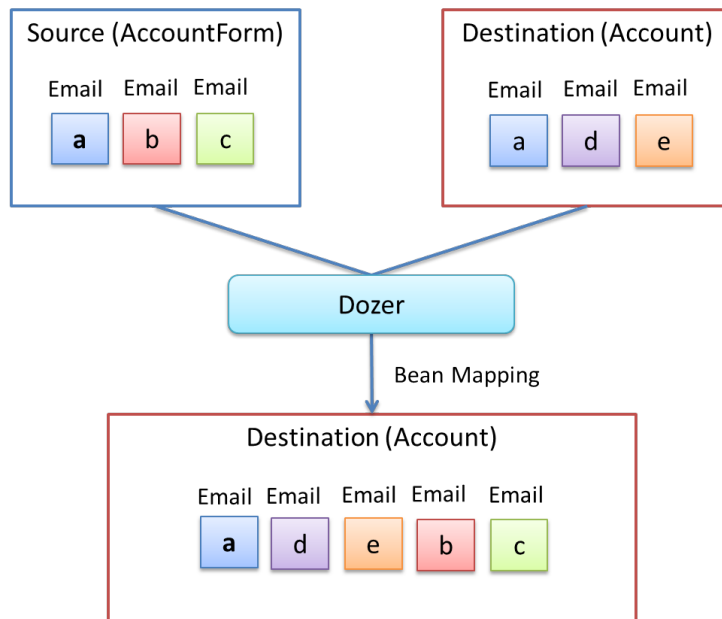 Source (AccountForm)
Email Email Email
a b c
Destination (Account)
Email Email Email
a d e
Dozer
Bean Mapping
Destination (Account)
Email Email Email Email Email
a d e b c